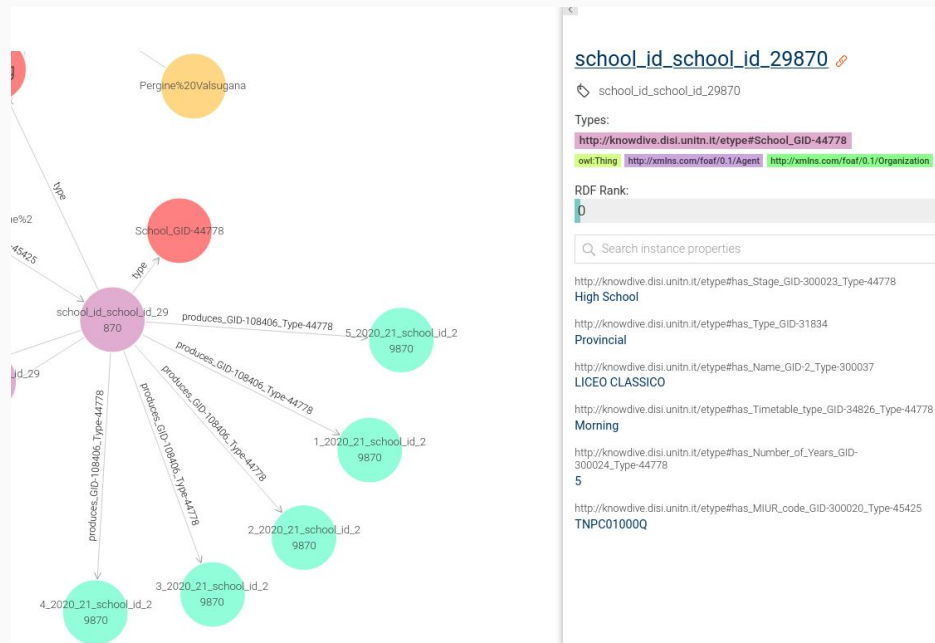 Pergine%20Valsugana
type
School_GID-44778
type
school_id_school_id_29
870
produces_GID-108406_Type-44778
5_2020_21_school_id_2
9870
produces_GID-108406_Type-44778
1_2020_21_school_id_2
9870
produces_GID-108406_Type-44778
2_2020_21_school_id_2
9870
produces_GID-108406_Type-44778
3_2020_21_school_id_2
9870
produces_GID-108406_Type-44778
4_2020_21_school_id_2
9870
45425
id_29
school_id_school_id_29870
school_id_school_id_29870
Types:
http://knowdive.disi.unitn.it/etype#School_GID-44778
owl:Thing http://xmlns.com/foaf/0.1/Agent http://xmlns.com/foaf/0.1/Organization
RDF Rank:
0
Search instance properties
http://knowdive.disi.unitn.it/etype#has_Stage_GID-300023_Type-44778
High School
http://knowdive.disi.unitn.it/etype#has_Type_GID-31834
Provincial
http://knowdive.disi.unitn.it/etype#has_Name_GID-2_Type-300037
LICEO CLASSICO
http://knowdive.disi.unitn.it/etype#has_Timetable_type_GID-34826_Type-44778
Morning
http://knowdive.disi.unitn.it/etype#has_Number_of_Years_GID-
300024_Type-44778
5
http://knowdive.disi.unitn.it/etype#has_MIUR_code_GID-300020_Type-45425
TNPC01000Q